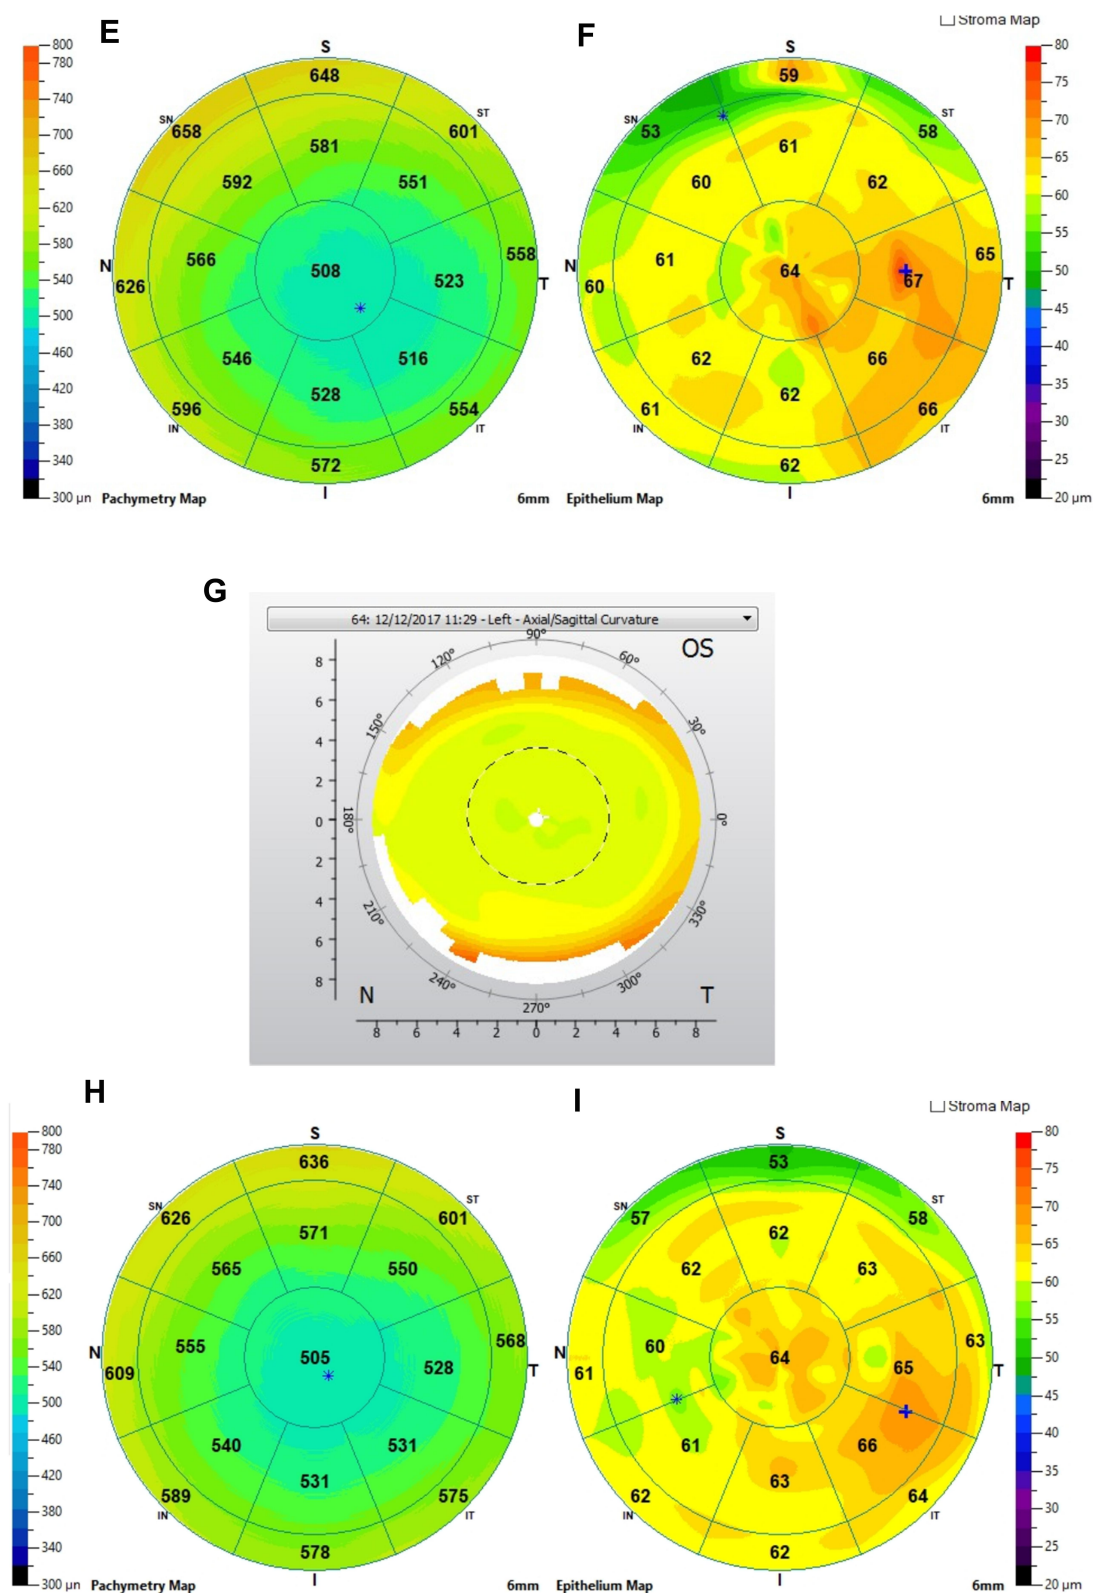 E
F
Stroma Map
800
780
740
700
660
620
580
540
500
460
420
380
340
300 µn
S
SN
ST
N
T
IN
IT
I
648
658
601
581
592
551
566
508
523
558
626
546
516
528
596
554
572
Pachymetry Map
6mm
S
SN
ST
N
T
IN
IT
I
59
53
58
61
60
62
61
64
67
65
60
62
66
62
61
66
62
Epithelium Map
6mm
80
75
70
65
60
55
50
45
40
35
30
25
20 µm
G
64: 12/12/2017 11:29 - Left - Axial/Sagittal Curvature
OS
90°
120°
60°
150°
30°
180°
0°
210°
330°
240°
300°
270°
8
6
4
2
0
2
4
6
8
N
T
8 6 4 2 0 2 4 6 8
H
I
Stroma Map
800
780
740
700
660
620
580
540
500
460
420
380
340
300 µn
S
SN
ST
N
T
IN
IT
I
636
626
601
571
565
550
555
505
528
568
609
540
531
531
589
575
578
Pachymetry Map
6mm
S
SN
ST
N
T
IN
IT
I
53
57
58
62
62
63
60
64
65
63
61
61
66
63
62
64
62
Epithelium Map
6mm
80
75
70
65
60
55
50
45
40
35
30
25
20 µm